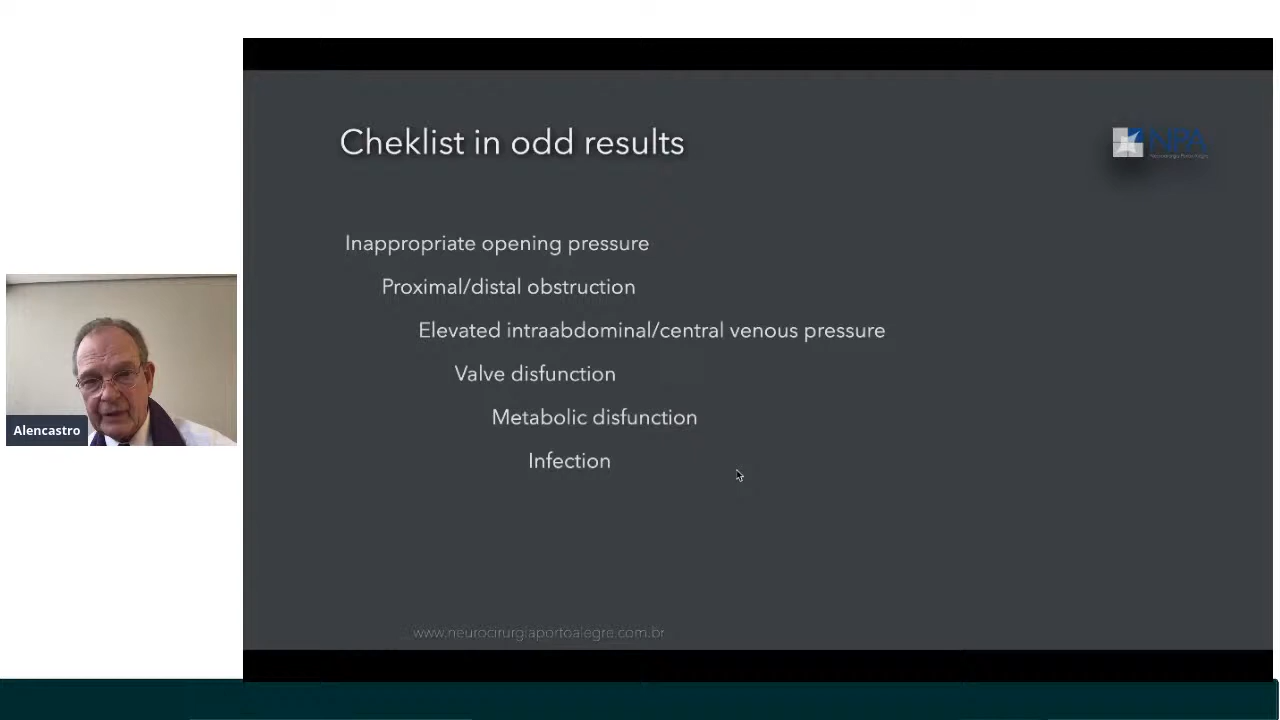 Cheklist in odd results
NPA
Inappropriate opening pressure
Proximal/distal obstruction
Elevated intraabdominal/central venous pressure
Valve disfunction
Metabolic disfunction
Infection
Alencastro
www.neurocirurgiaportoalegre.com.br